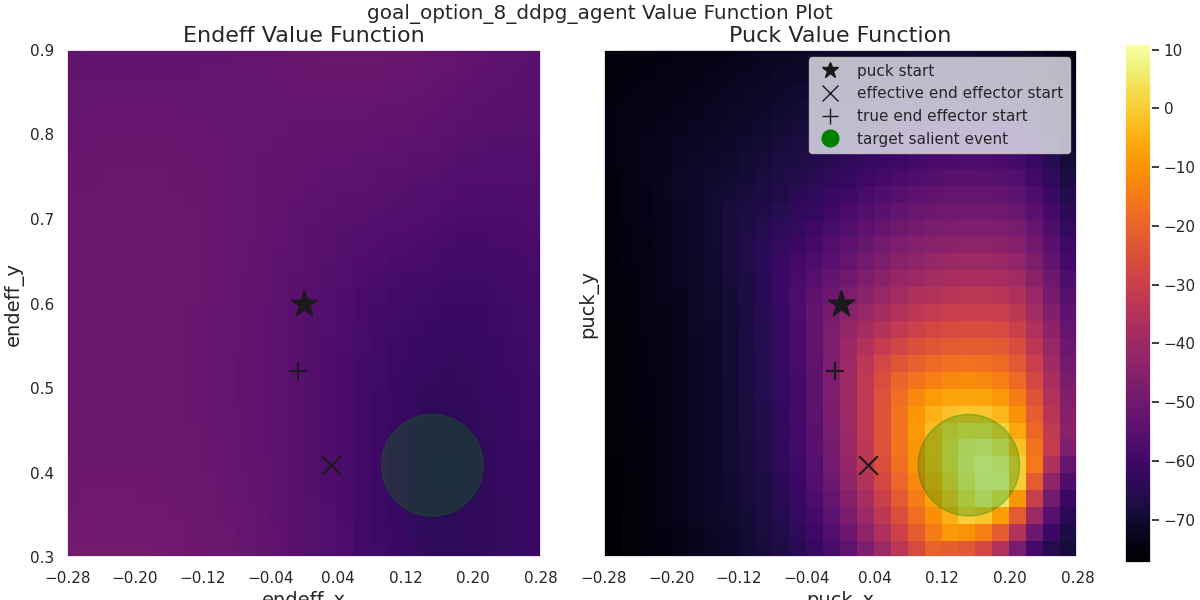 goal_option_8_ddpg_agent Value Function Plot
Endeff Value Function
Puck Value Function
puck start
effective end effector start
true end effector start
target salient event
endeff_y
0.9
0.8
0.7
0.6
0.5
0.4
0.3
−0.28 −0.20 −0.12 −0.04 0.04 0.12 0.20 0.28
endeff_x
puck_y
−0.28 −0.20 −0.12 −0.04 0.04 0.12 0.20 0.28
puck_x
10
0
−10
−20
−30
−40
−50
−60
−70